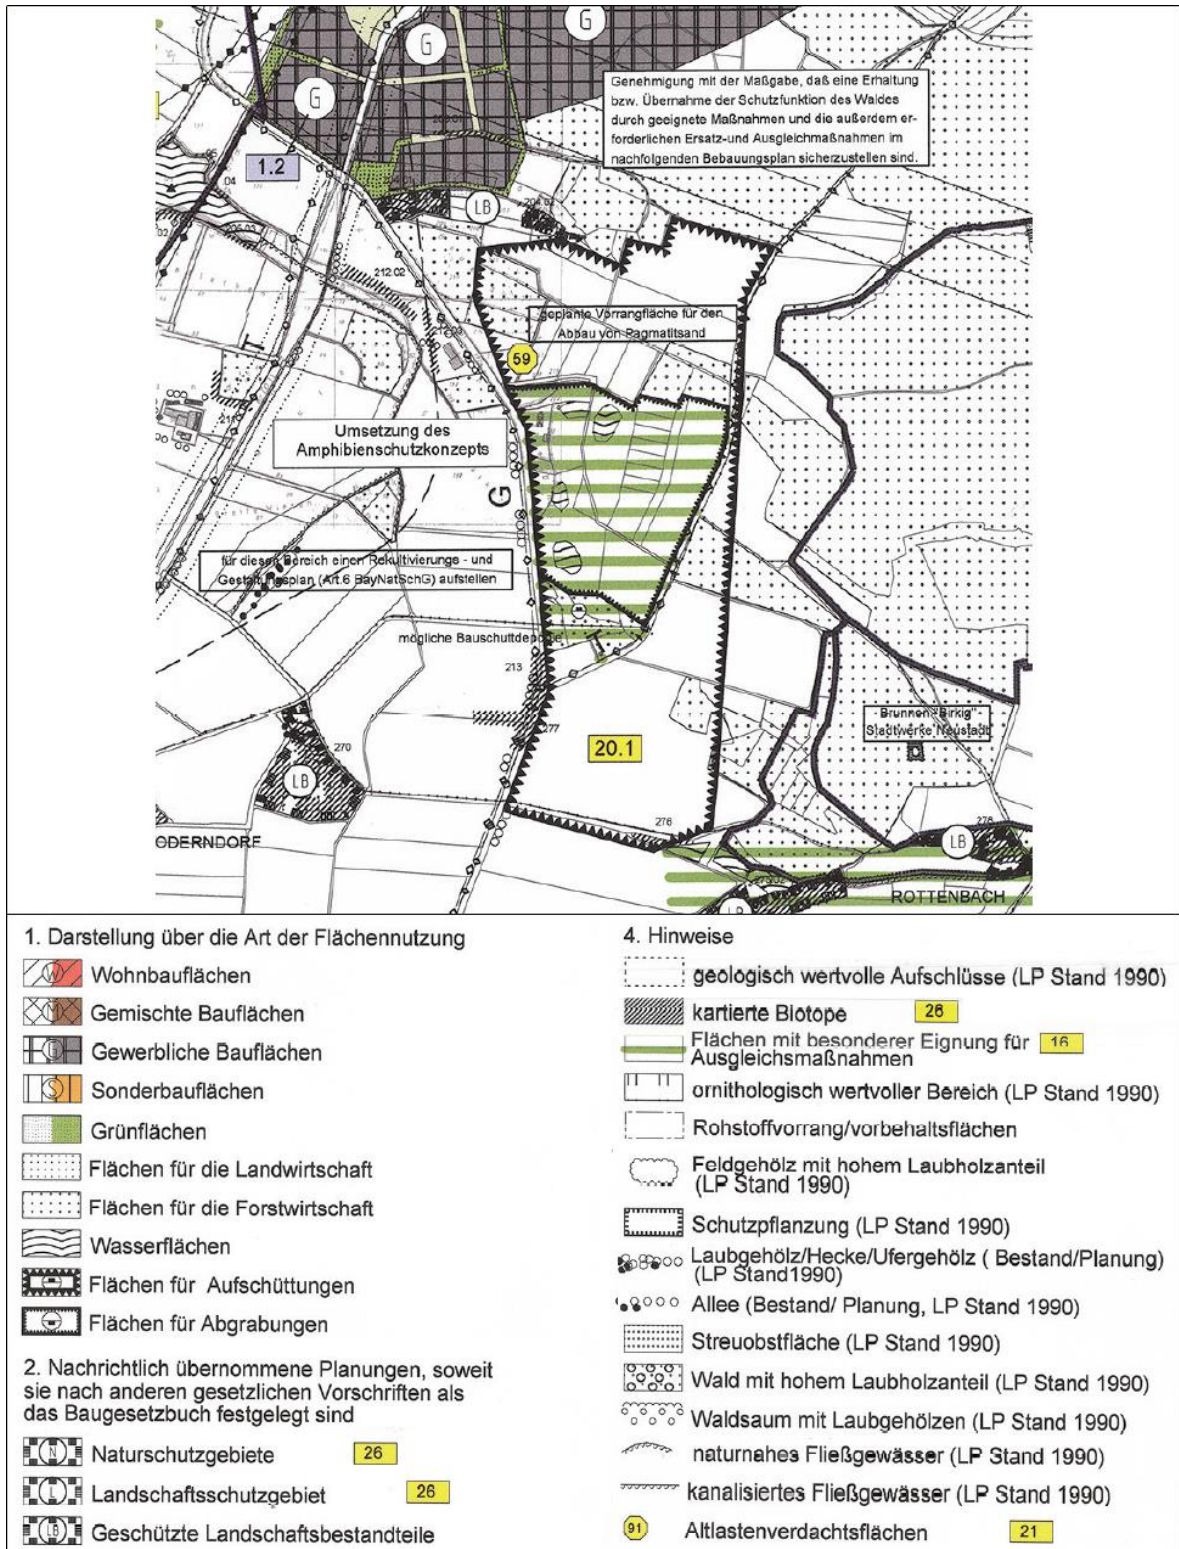 G
G
G
Genehmigung mit der Maßgabe, daß eine Erhaltung
bzw. Übernahme der Schutzfunktion des Waldes
durch geeignete Maßnahmen und die außerdem er-
forderlichen Ersatz-und Ausgleichmaßnahmen im
nachfolgenden Bebauungsplan sicherzustellen sind.
1.2
04
LB
212.02
geplante Vorrangfläche für den
Abbau von Pagmatitsand
59
Umsetzung des
Amphibienschutzkonzepts
G
für diesen Bereich einen Rekultivierungs - und
Gestaltungsplan (Art.6 BayNatSchG) aufstellen
mögliche Bauschuttdeponie
213
277
20.1
- Brunnen "Birkig" -
Stadtwerke Neustadt
270
LB
276
278
LB
ODERNDORF
ROTTENBACH
1. Darstellung über die Art der Flächennutzung
W Wohnbauflächen
M Gemischte Bauflächen
G Gewerbliche Bauflächen
S Sonderbauflächen
Grünflächen
Flächen für die Landwirtschaft
Flächen für die Forstwirtschaft
Wasserflächen
Flächen für Aufschüttungen
Flächen für Abgrabungen
2. Nachrichtlich übernommene Planungen, soweit
sie nach anderen gesetzlichen Vorschriften als
das Baugesetzbuch festgelegt sind
N Naturschutzgebiete 26
L Landschaftsschutzgebiet 26
LB Geschützte Landschaftsbestandteile
4. Hinweise
geologisch wertvolle Aufschlüsse (LP Stand 1990)
kartierte Biotope 26
Flächen mit besonderer Eignung für 16
Ausgleichsmaßnahmen
ornithologisch wertvoller Bereich (LP Stand 1990)
Rohstoffvorrang/vorbehaltsflächen
Feldgehölz mit hohem Laubholzanteil
(LP Stand 1990)
Schutzpflanzung (LP Stand 1990)
Laubgehölz/Hecke/Ufergehölz ( Bestand/Planung)
(LP Stand1990)
Allee (Bestand/ Planung, LP Stand 1990)
Streuobstfläche (LP Stand 1990)
Wald mit hohem Laubholzanteil (LP Stand 1990)
Waldsaum mit Laubgehölzen (LP Stand 1990)
naturnahes Fließgewässer (LP Stand 1990)
kanalisiertes Fließgewässer (LP Stand 1990)
91 Altlastenverdachtsflächen 21